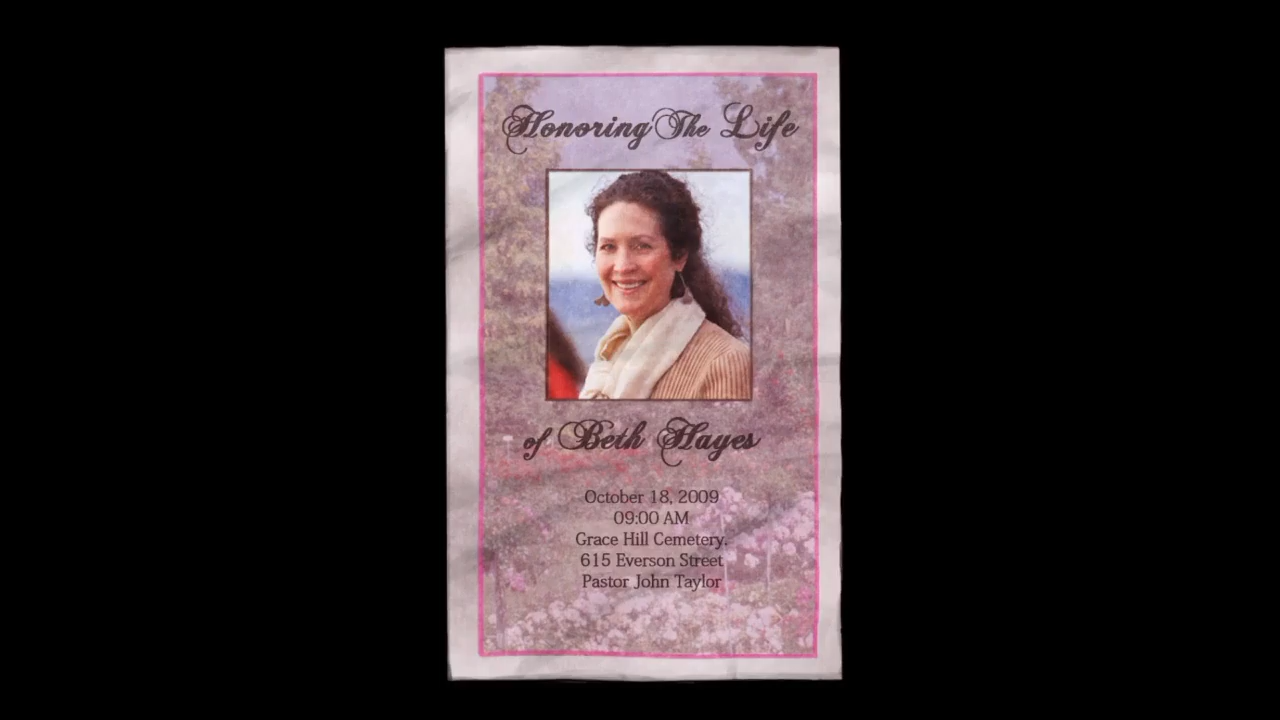 Honoring The Life
of Beth Hayes
October 18, 2009
09:00 AM
Grace Hill Cemetery.
615 Everson Street
Pastor John Taylor